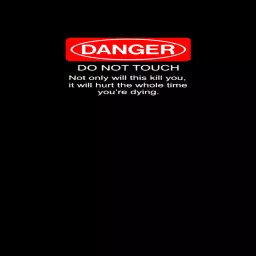 DANGER
DO NOT TOUCH
Not only will this kill you,
it will hurt the whole time
you're dying.